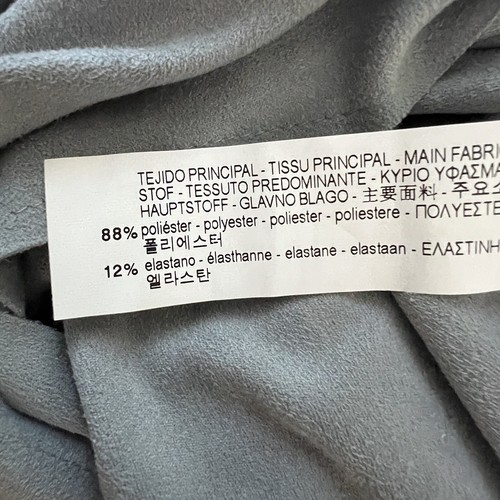 TEJIDO PRINCIPAL - TISSU PRINCIPAL - MAIN FABRI
STOF - TESSUTO PREDOMINANTE - ΚΥΡΙΟ ΥΦΑΣΜΑ
HAUPTSTOFF - GLAVNO BLAGO - 主要面料 - 주요
88% poliéster - polyester - poliester - poliestere - ΠΟΛΥΕΣΤΕ
폴리에스터
12% elastano - élasthanne - elastane - elastaan - ΕΛΑΣΤΙΝΗ
엘라스탄